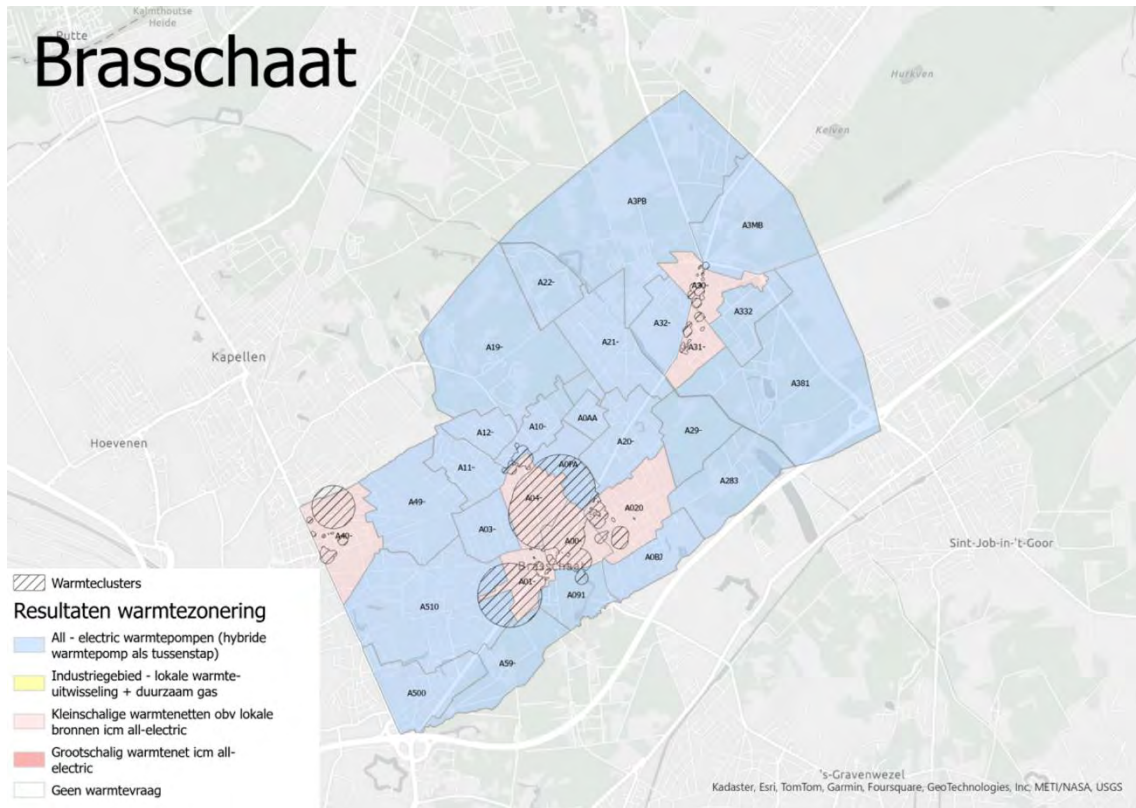 Kalmthoutse
Heide
Putte
Brasschaat
Hurkven
Kelven
A3PB
A3MB
A22-
A30-
A332
A32-
A21-
A31-
A19-
Kapellen
A381
A0AA
A10-
A12-
A29-
A20-
Hoevenen
A11-
A0PA
A283
A49-
A04-
A020
A03-
A40-
A00-
Sint-Job-in-'t-Goor
A0BJ
Brasschaat
A01-
A091
A510
A59-
A500
Warmteclusters
Resultaten warmtezonering
All - electric warmtepompen (hybride
warmtepomp als tussenstap)
Industriegebied - lokale warmte-
uitwisseling + duurzaam gas
Kleinschalige warmtenetten obv lokale
bronnen icm all-electric
Grootschalig warmtenet icm all-
electric
Geen warmtevraag
's-Gravenwezel
Kadaster, Esri, TomTom, Garmin, Foursquare, GeoTechnologies, Inc, METI/NASA, USGS